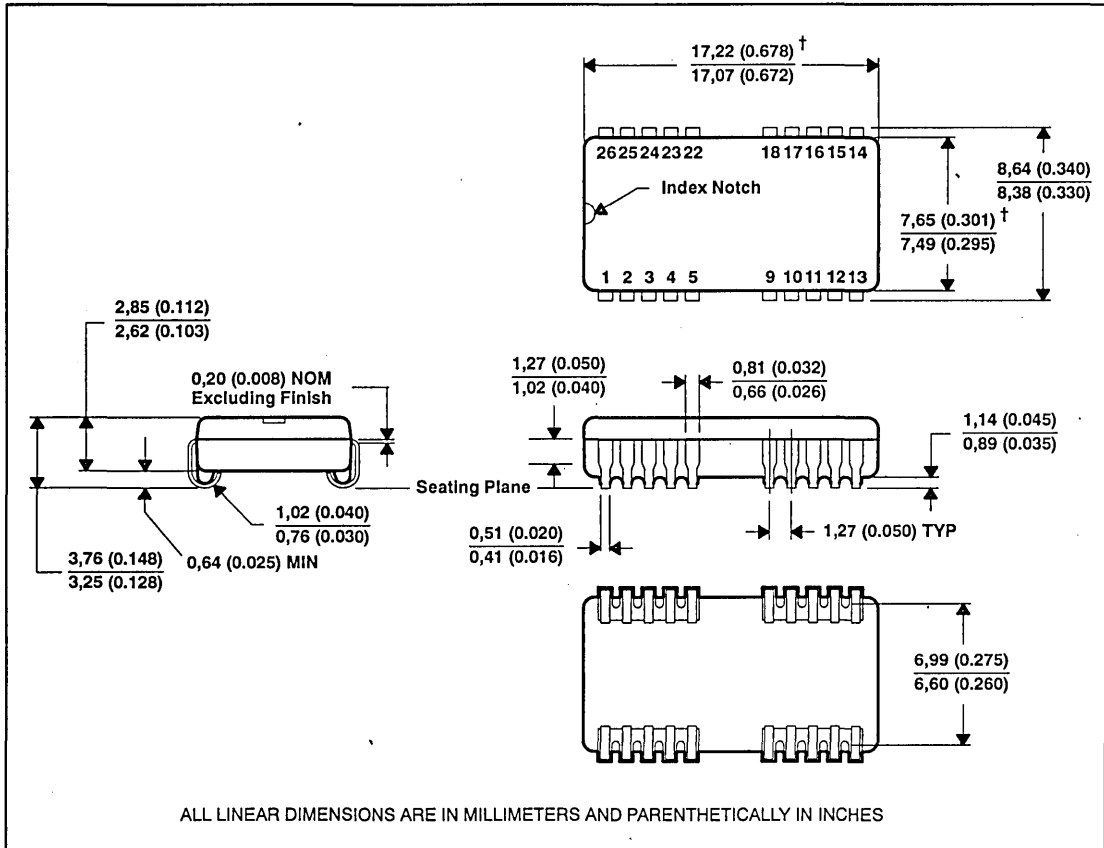 17,22 (0.678) †
17,07 (0.672)
26 25 24 23 22 18 17 16 15 14
Index Notch
8,64 (0.340)
8,38 (0.330)
7,65 (0.301) †
7,49 (0.295)
1 2 3 4 5 9 10 11 12 13
2,85 (0.112)
2,62 (0.103)
0,20 (0.008) NOM
Excluding Finish
1,27 (0.050)
1,02 (0.040)
0,81 (0.032)
0,66 (0.026)
1,14 (0.045)
0,89 (0.035)
Seating Plane
1,02 (0.040)
0,76 (0.030)
0,51 (0.020)
0,41 (0.016)
1,27 (0.050) TYP
3,76 (0.148)
3,25 (0.128)
0,64 (0.025) MIN
6,99 (0.275)
6,60 (0.260)
ALL LINEAR DIMENSIONS ARE IN MILLIMETERS AND PARENTHETICALLY IN INCHES